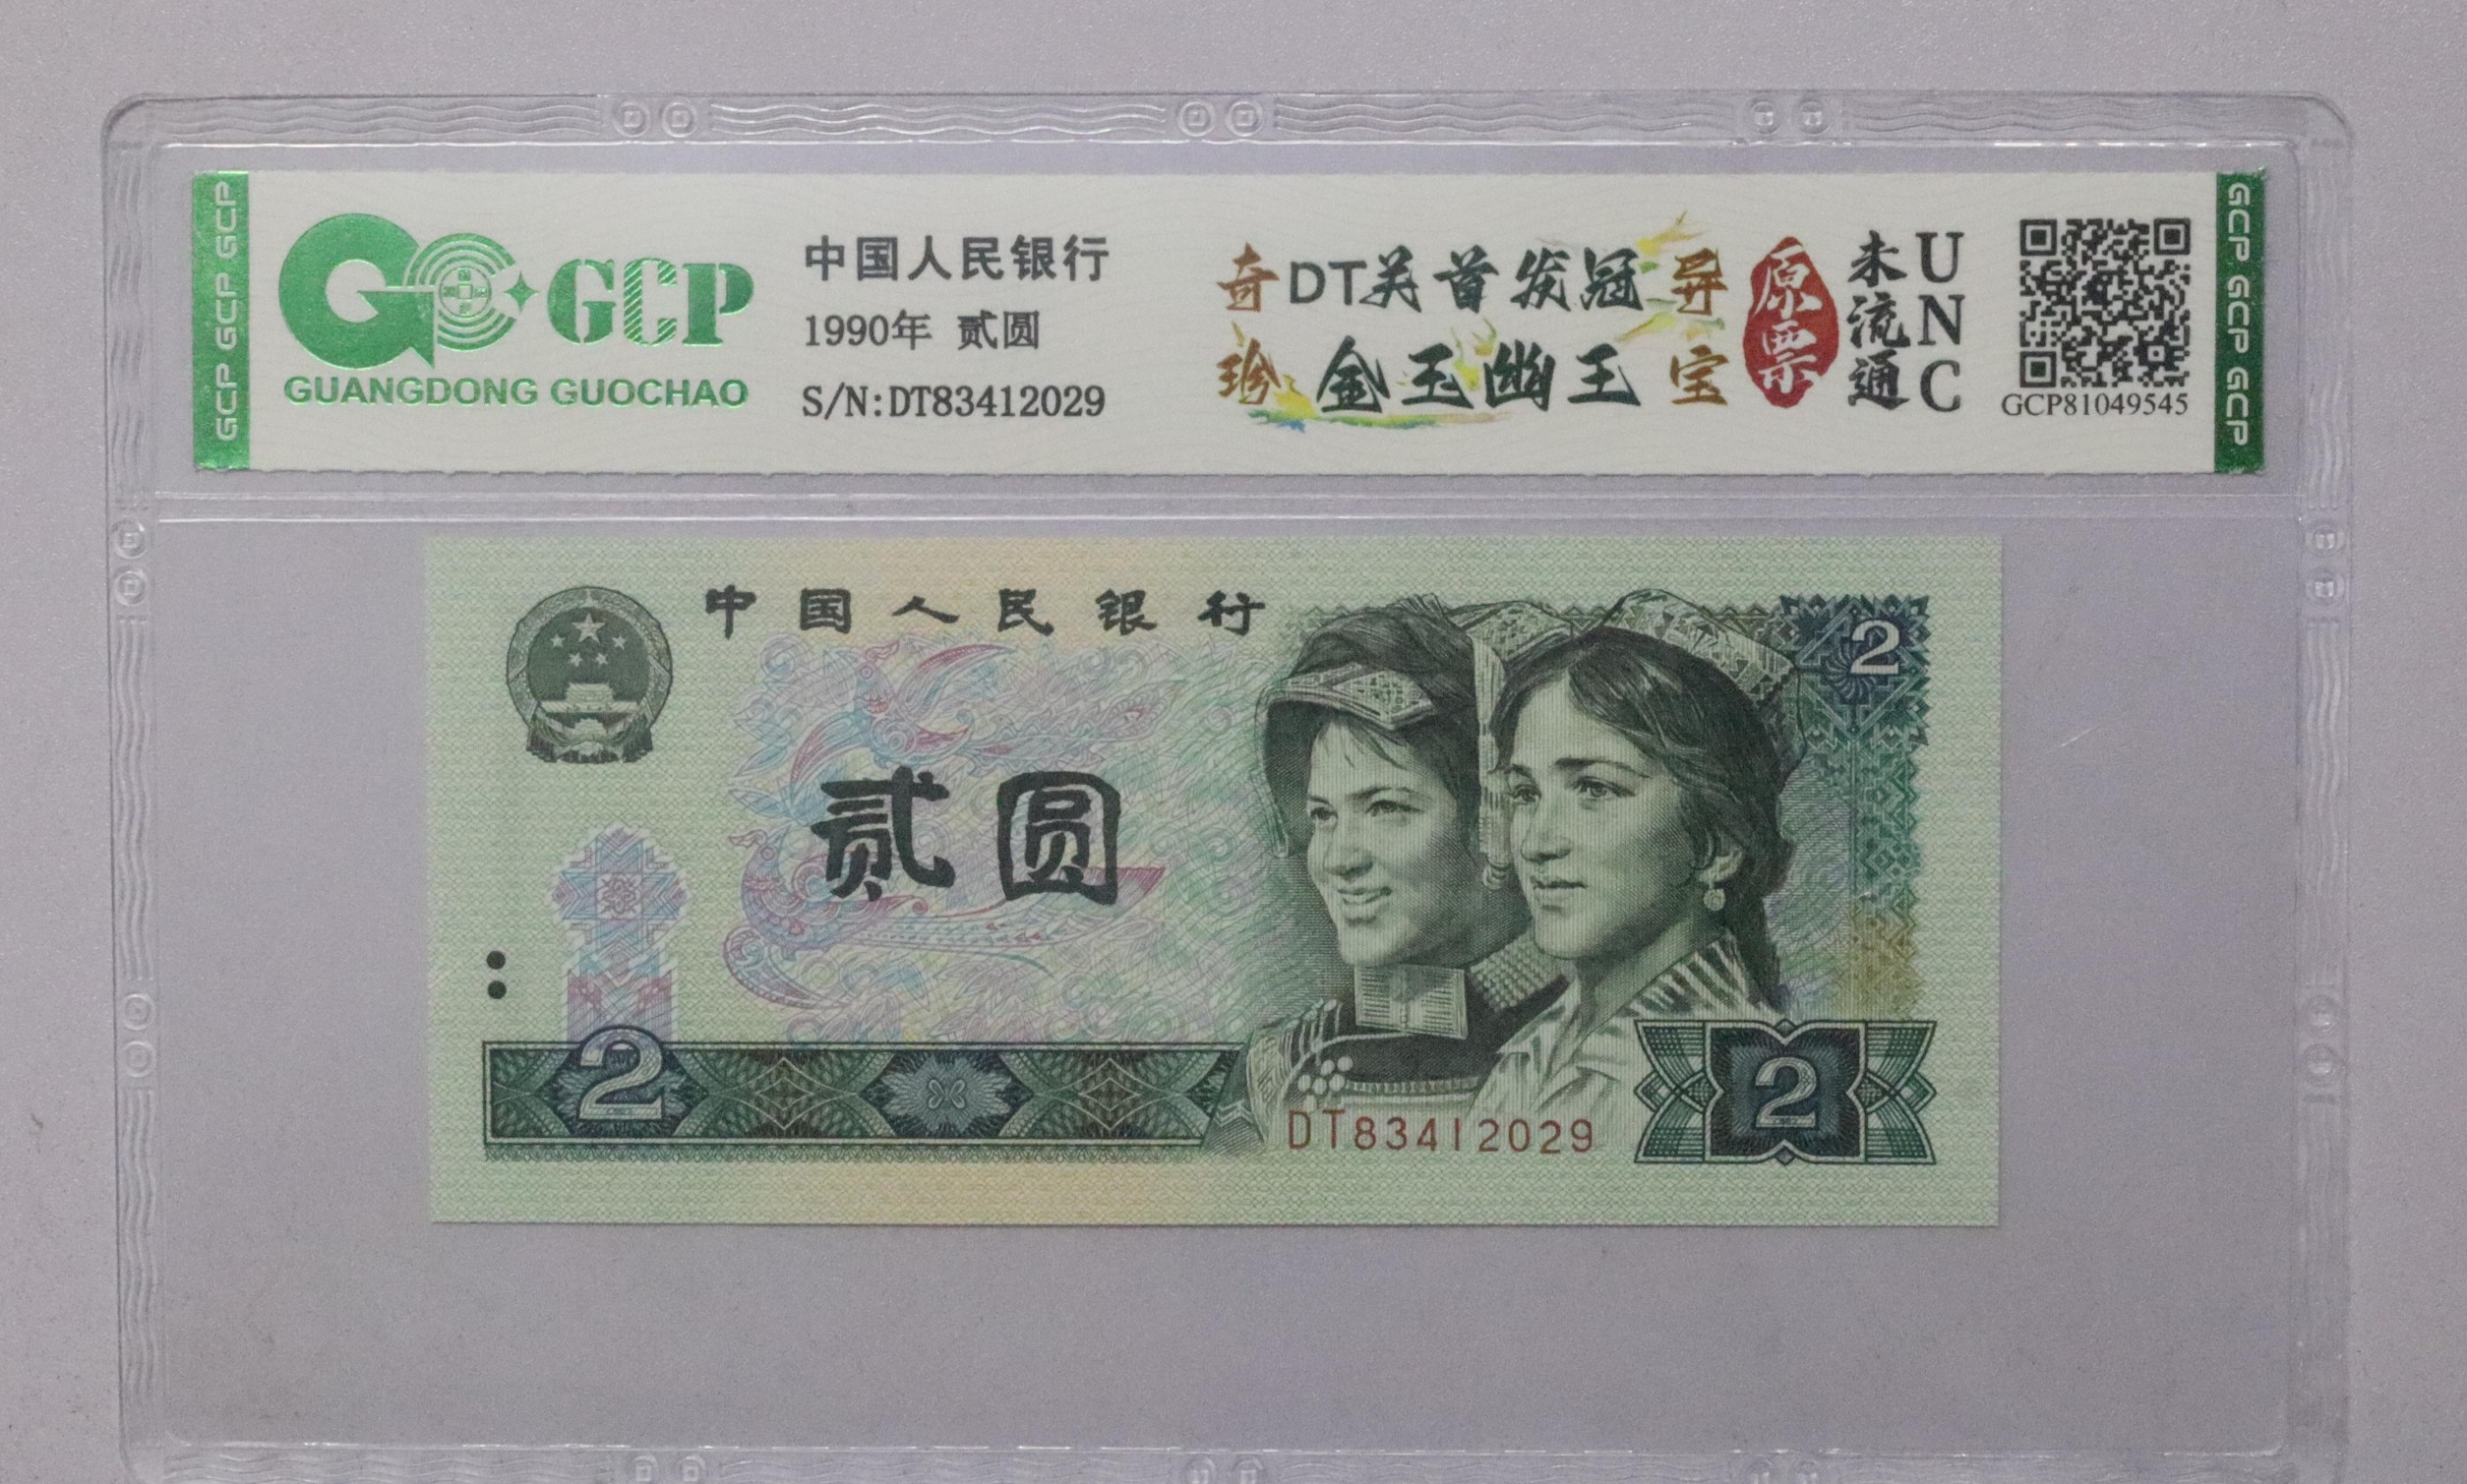 GCP GCP GCP
GCP
GUANGDONG GUOCHAO
中国人民银行
1990年 贰圆
S/N:DT83412029
奇DT关首发冠异
珍金玉幽王宝
原票
未流通
UNC
GCP81049545
GCP GCP GCP
中国人民银行
2
贰圆
2
DT83412029
2